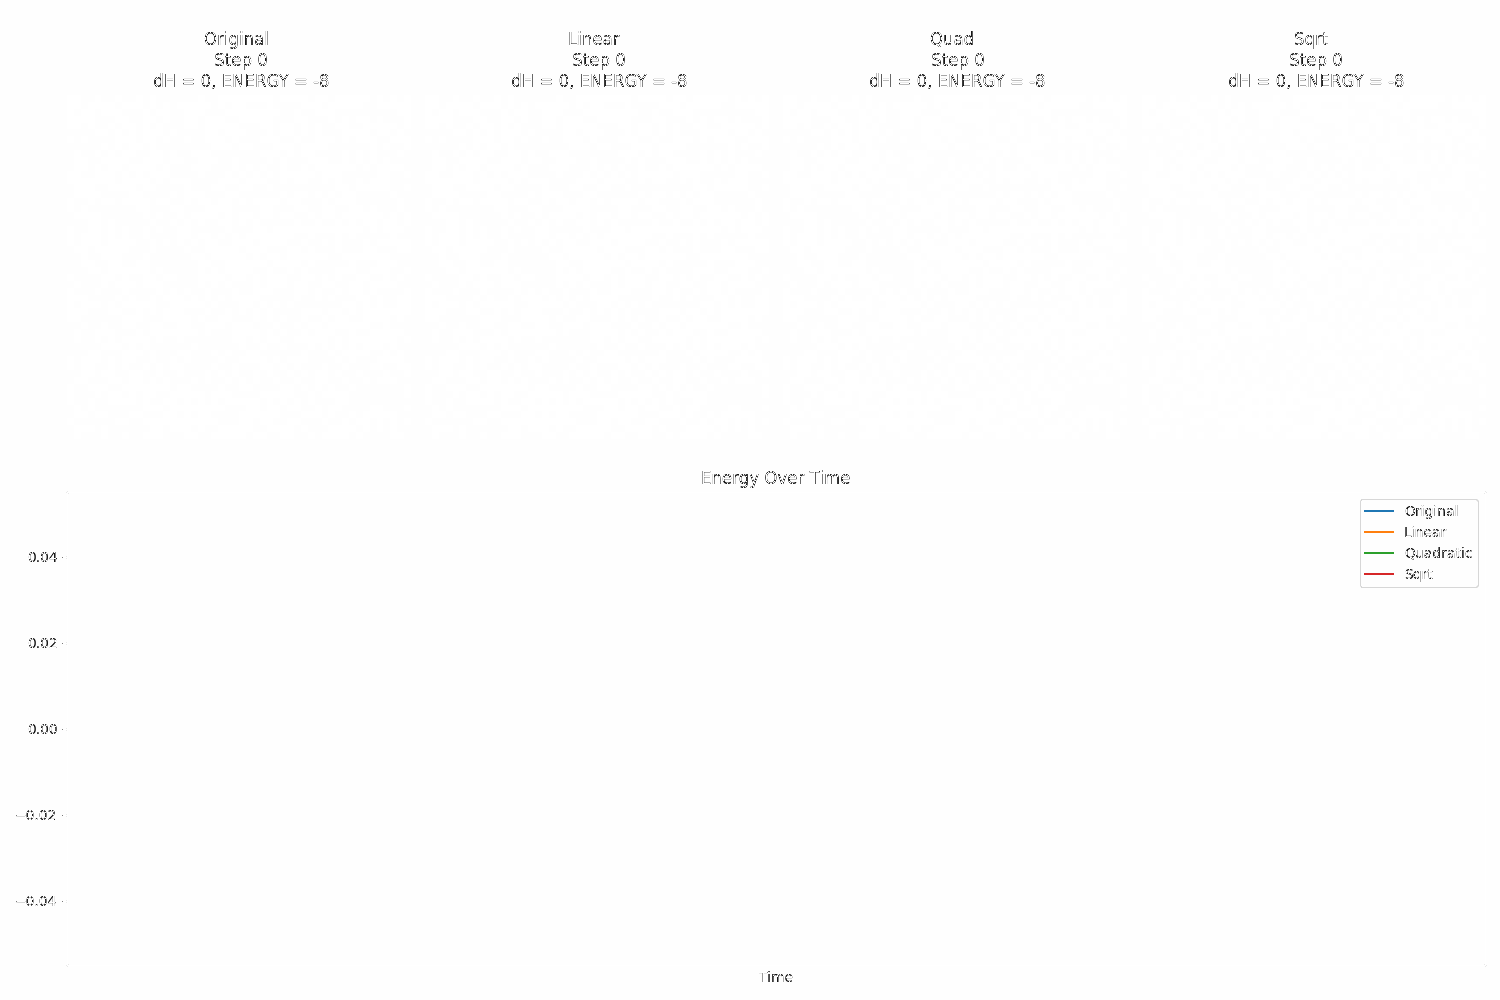 Original
Step 0
dH = 0, ENERGY = -8
Linear
Step 0
dH = 0, ENERGY = -8
Quad
Step 0
dH = 0, ENERGY = -8
Sqrt
Step 0
dH = 0, ENERGY = -8
Energy Over Time
Original
Linear
Quadratic
Sqrt
0.04
0.02
0.00
−0.02
−0.04
Time